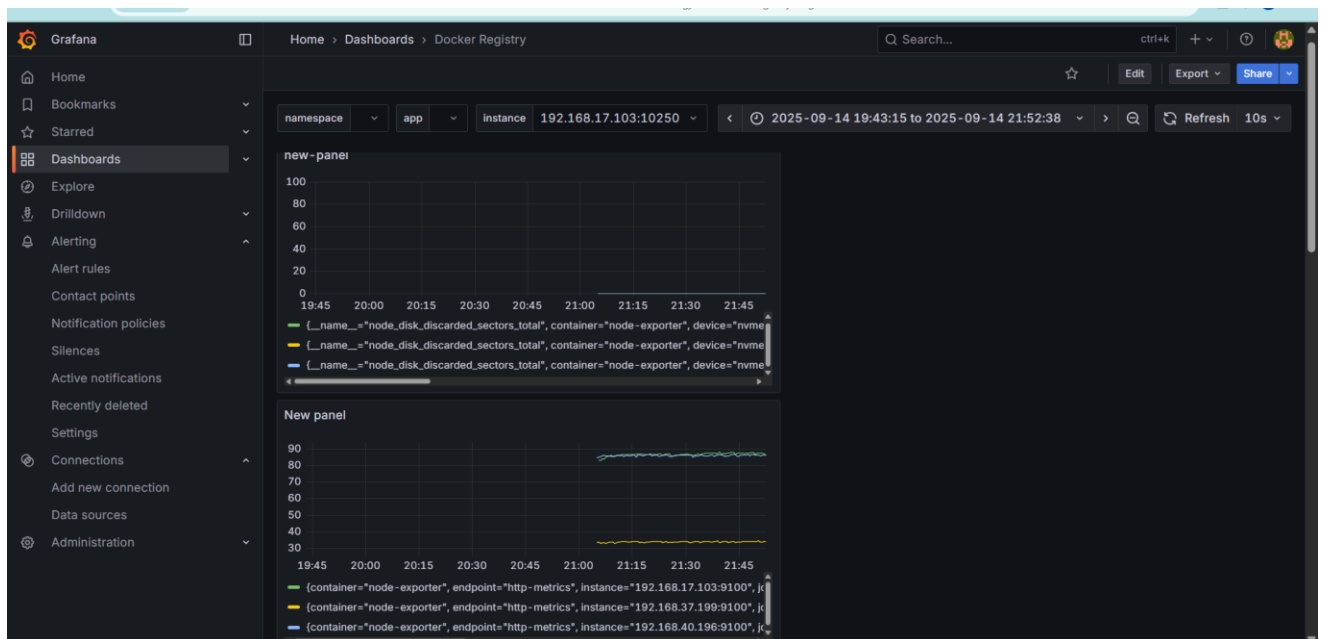 Grafana
Home › Dashboards › Docker Registry
Search...
ctrl+k
Home
Bookmarks
Starred
Dashboards
Explore
Drilldown
Alerting
Alert rules
Contact points
Notification policies
Silences
Active notifications
Recently deleted
Settings
Connections
Add new connection
Data sources
Administration
Edit
Export
Share
namespace
app
instance 192.168.17.103:10250
2025-09-14 19:43:15 to 2025-09-14 21:52:38
Refresh 10s
new-panel
100
80
60
40
20
0
19:45 20:00 20:15 20:30 20:45 21:00 21:15 21:30 21:45
{__name__="node_disk_discarded_sectors_total", container="node-exporter", device="nvme
{__name__="node_disk_discarded_sectors_total", container="node-exporter", device="nvme
{__name__="node_disk_discarded_sectors_total", container="node-exporter", device="nvme
New panel
90
80
70
60
50
40
30
19:45 20:00 20:15 20:30 20:45 21:00 21:15 21:30 21:45
{container="node-exporter", endpoint="http-metrics", instance="192.168.17.103:9100", jo
{container="node-exporter", endpoint="http-metrics", instance="192.168.37.199:9100", jo
{container="node-exporter", endpoint="http-metrics", instance="192.168.40.196:9100", jo